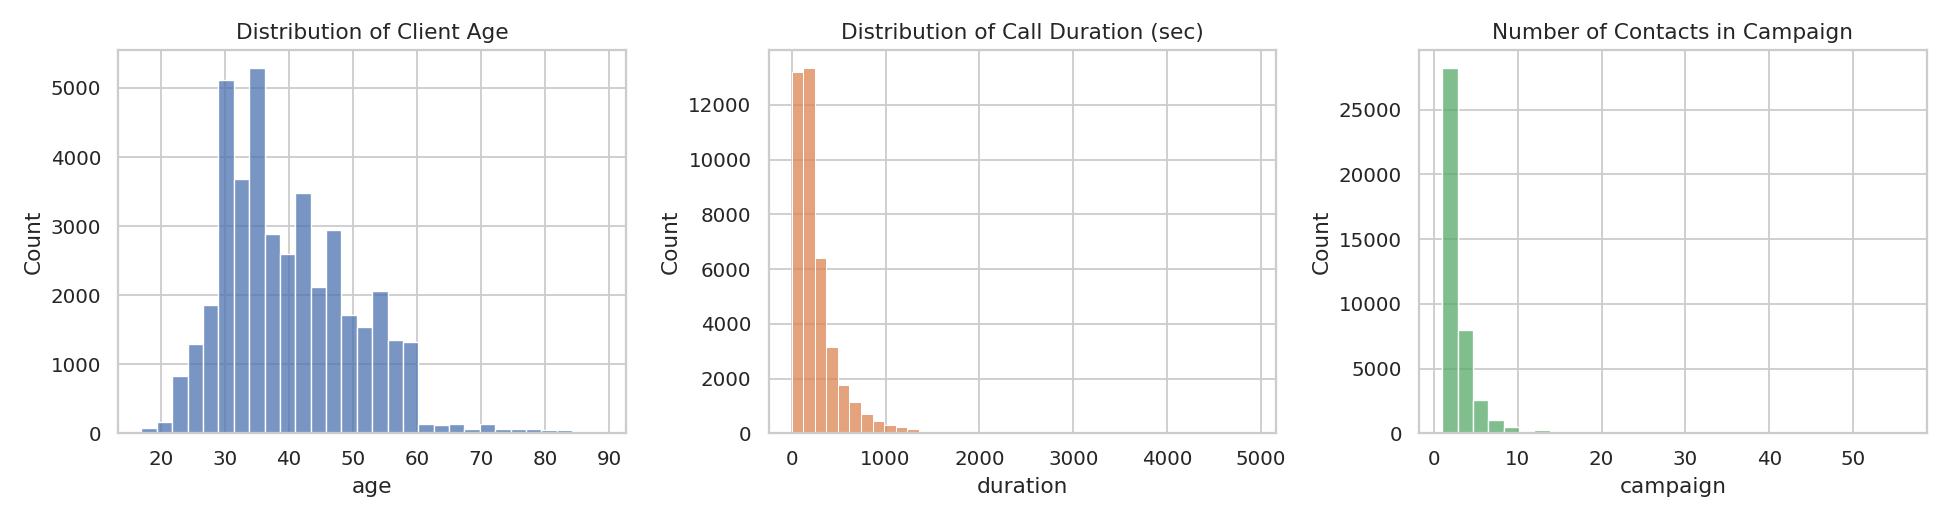 Distribution of Client Age
5000
4000
3000
2000
1000
0
Count
20 30 40 50 60 70 80 90
age
Distribution of Call Duration (sec)
12000
10000
8000
6000
4000
2000
0
Count
0 1000 2000 3000 4000 5000
duration
Number of Contacts in Campaign
25000
20000
15000
10000
5000
0
Count
0 10 20 30 40 50
campaign